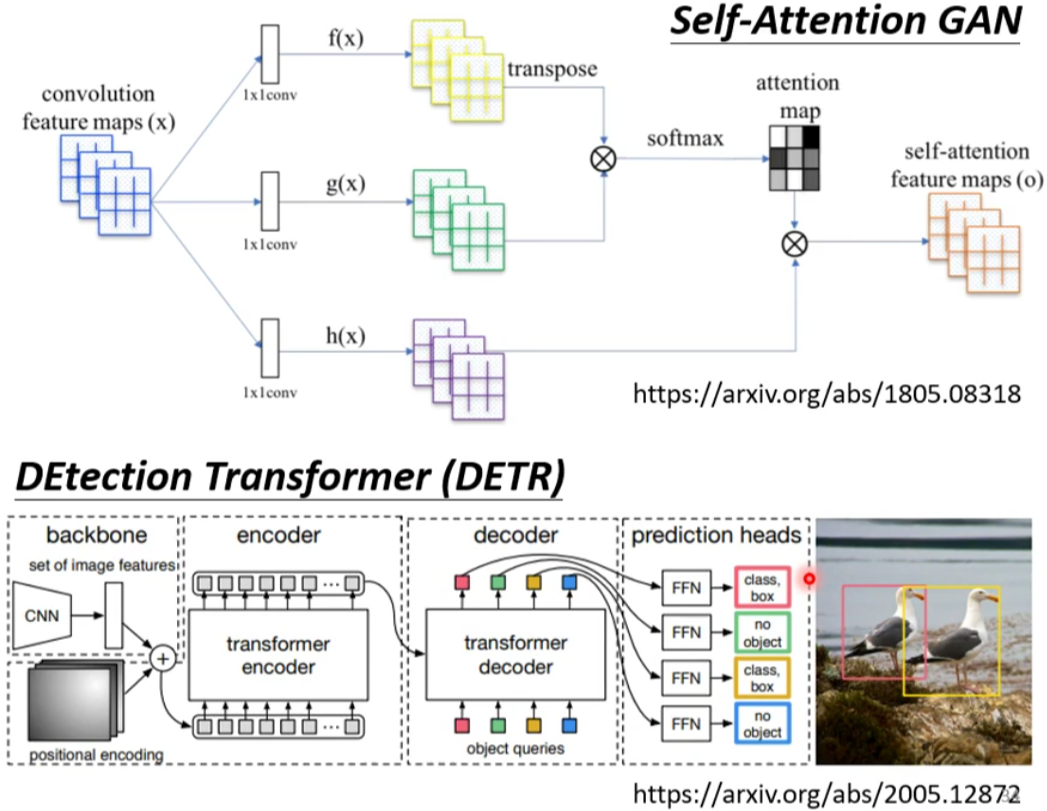 Self-Attention GAN
convolution
feature maps (x)
f(x)
1x1conv
transpose
g(x)
1x1conv
softmax
attention
map
self-attention
feature maps (o)
h(x)
1x1conv
https://arxiv.org/abs/1805.08318
DEtection Transformer (DETR)
backbone
set of image features
CNN
+
positional encoding
encoder
...
transformer
encoder
...
decoder
transformer
decoder
object queries
prediction heads
FFN
class,
box
FFN
no
object
FFN
class,
box
FFN
no
object
https://arxiv.org/abs/2005.12872